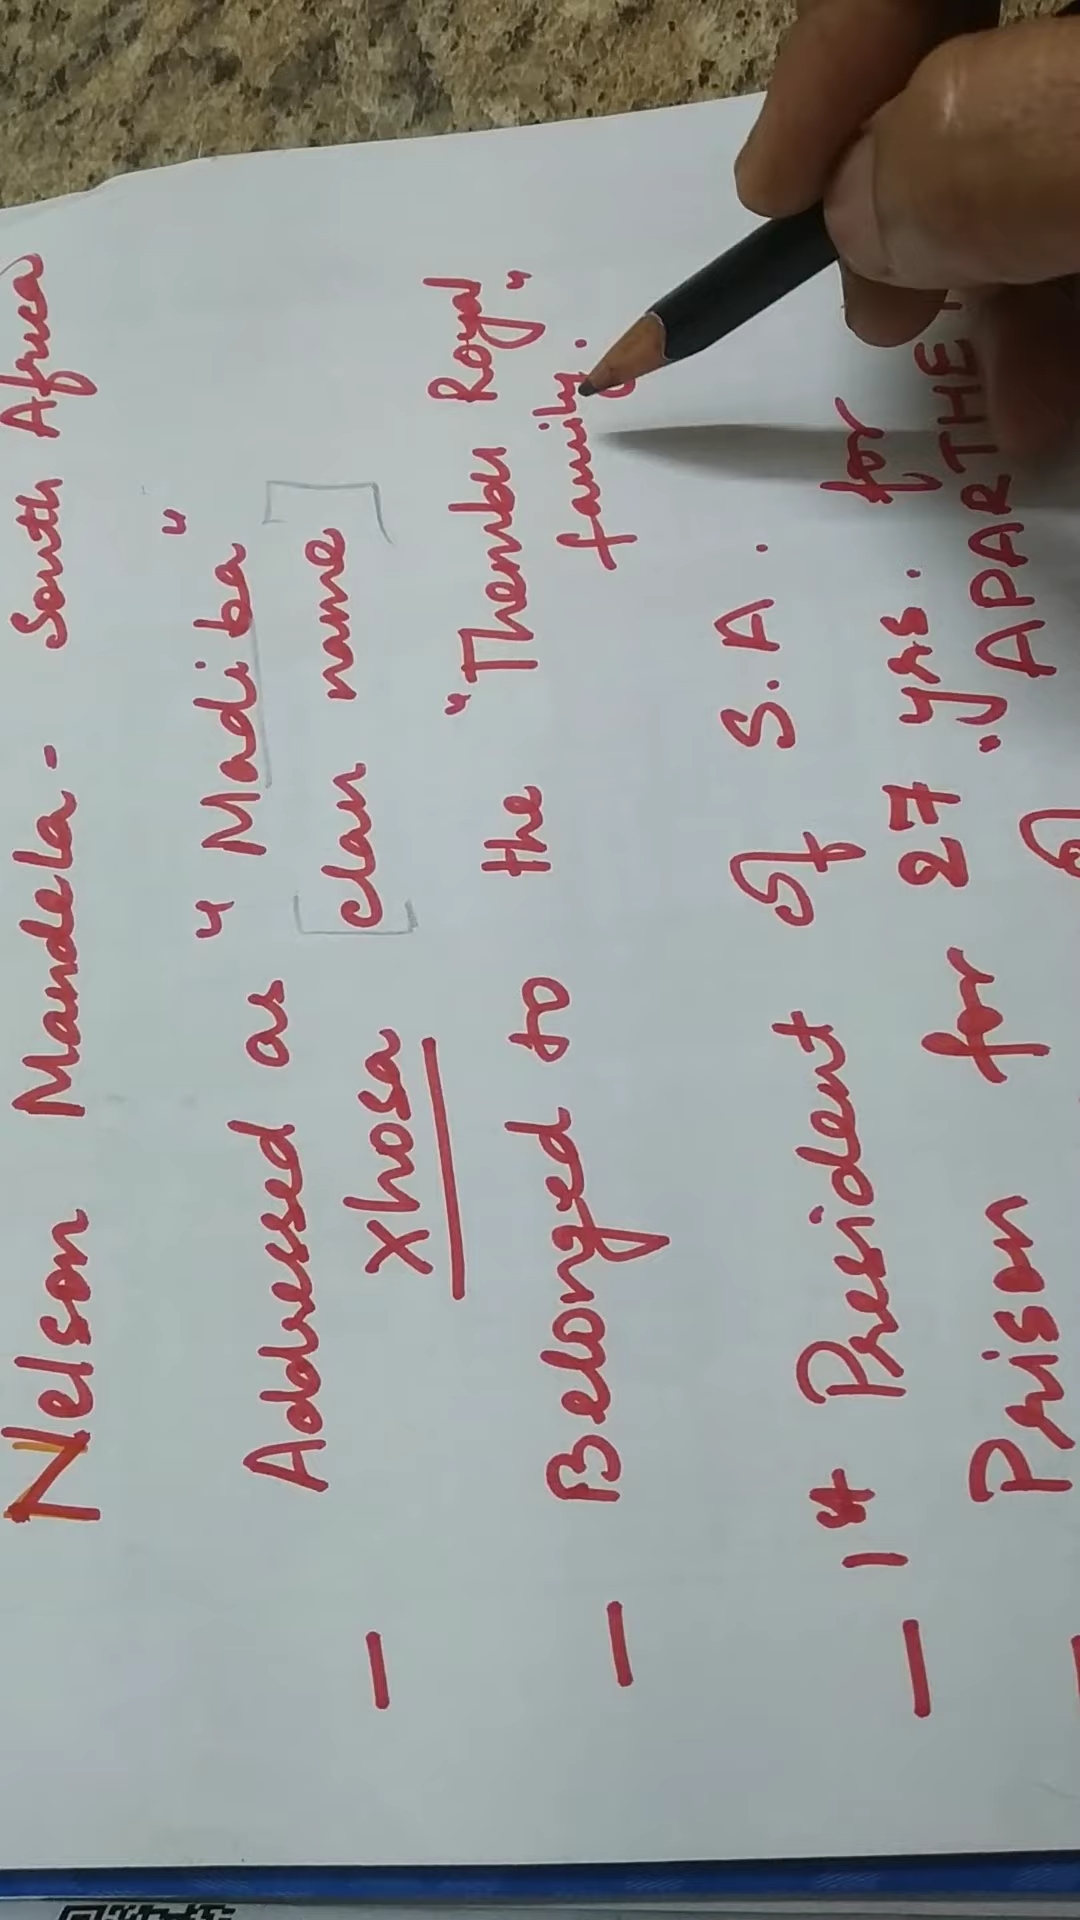 Nelson Mandela - South Africa
- Addressed as "Madiba"
Xhosa clan name
- Belonged to the "Thembu Royal
family."
- 1st President of S.A.
Prison for 27 yrs. for
"APARTHE